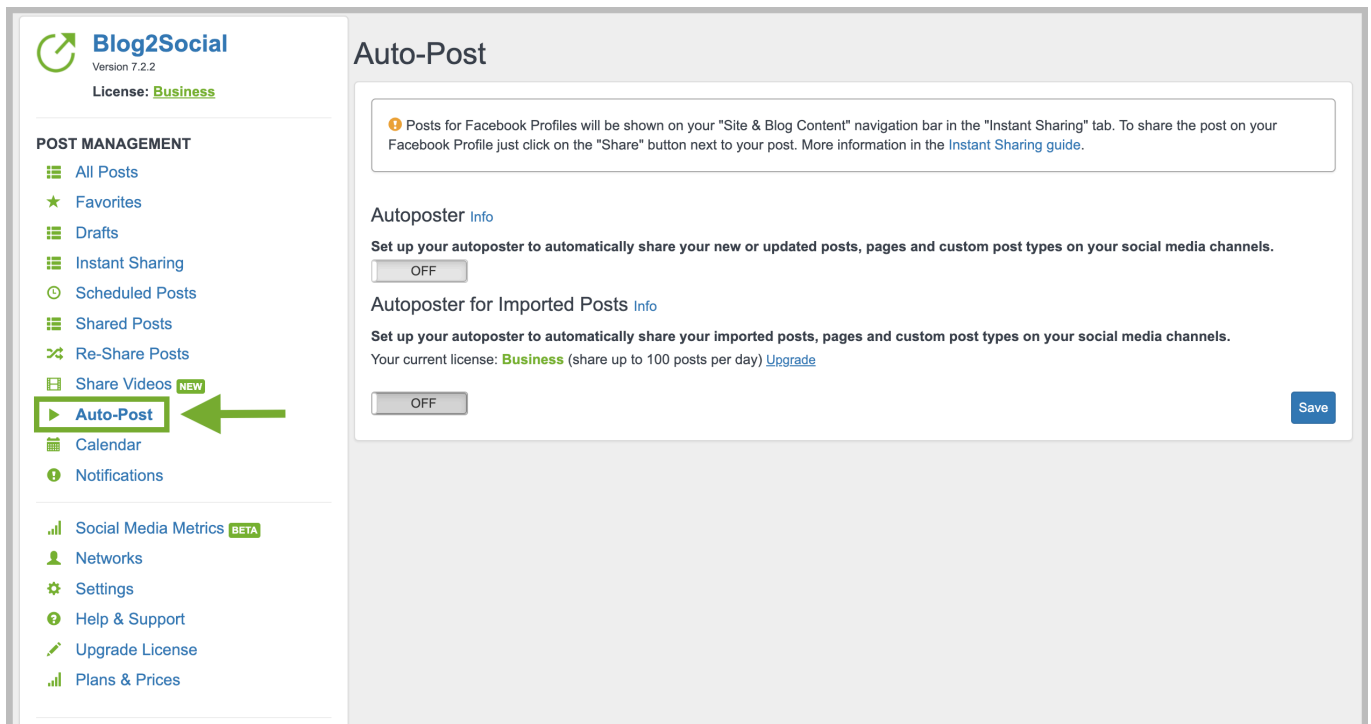 Blog2Social
Version 7.2.2
License: Business
POST MANAGEMENT
All Posts
Favorites
Drafts
Instant Sharing
Scheduled Posts
Shared Posts
Re-Share Posts
Share Videos NEW
Auto-Post
Calendar
Notifications
Social Media Metrics BETA
Networks
Settings
Help & Support
Upgrade License
Plans & Prices
Auto-Post
Posts for Facebook Profiles will be shown on your "Site & Blog Content" navigation bar in the "Instant Sharing" tab. To share the post on your
Facebook Profile just click on the "Share" button next to your post. More information in the Instant Sharing guide.
Autoposter Info
Set up your autoposter to automatically share your new or updated posts, pages and custom post types on your social media channels.
OFF
Autoposter for Imported Posts Info
Set up your autoposter to automatically share your imported posts, pages and custom post types on your social media channels.
Your current license: Business (share up to 100 posts per day) Upgrade
OFF
Save